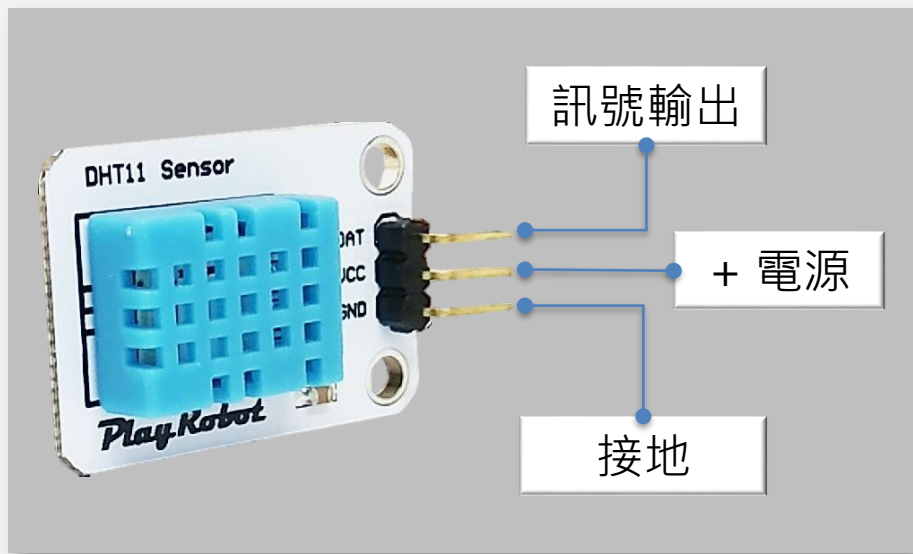 訊號輸出
DHT11 Sensor
DAT
VCC
+ 電源
GND
PlayRobot
接地